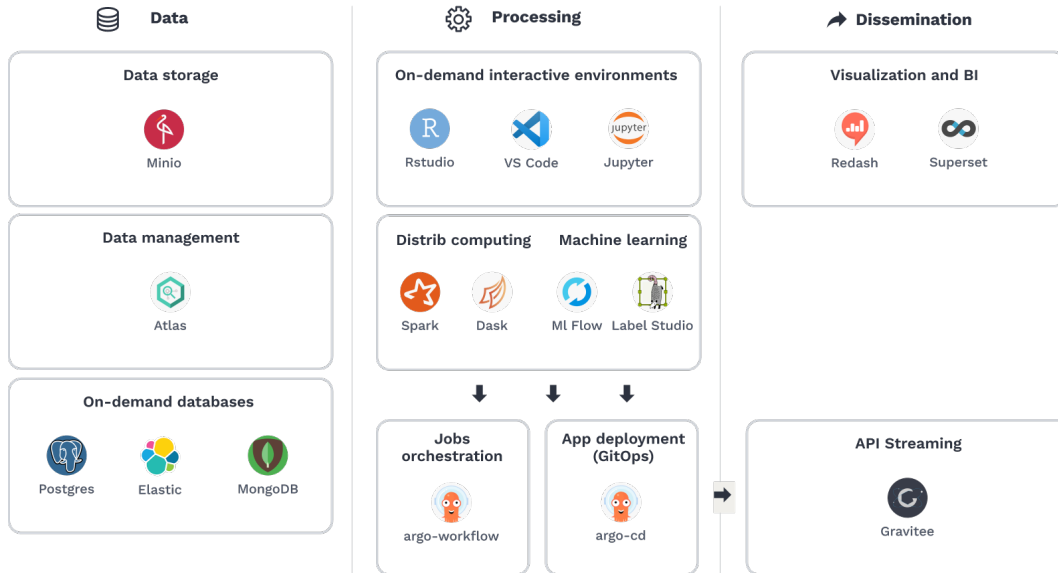 Data
Data storage
Minio
Data management
Atlas
On-demand databases
Postgres
Elastic
MongoDB
Processing
On-demand interactive environments
R
Rstudio
VS Code
jupyter
Jupyter
Distrib computing
Machine learning
Spark
Dask
Ml Flow
Label Studio
Jobs
orchestration
argo-workflow
App deployment
(GitOps)
argo-cd
Dissemination
Visualization and BI
Redash
Superset
API Streaming
Gravitee